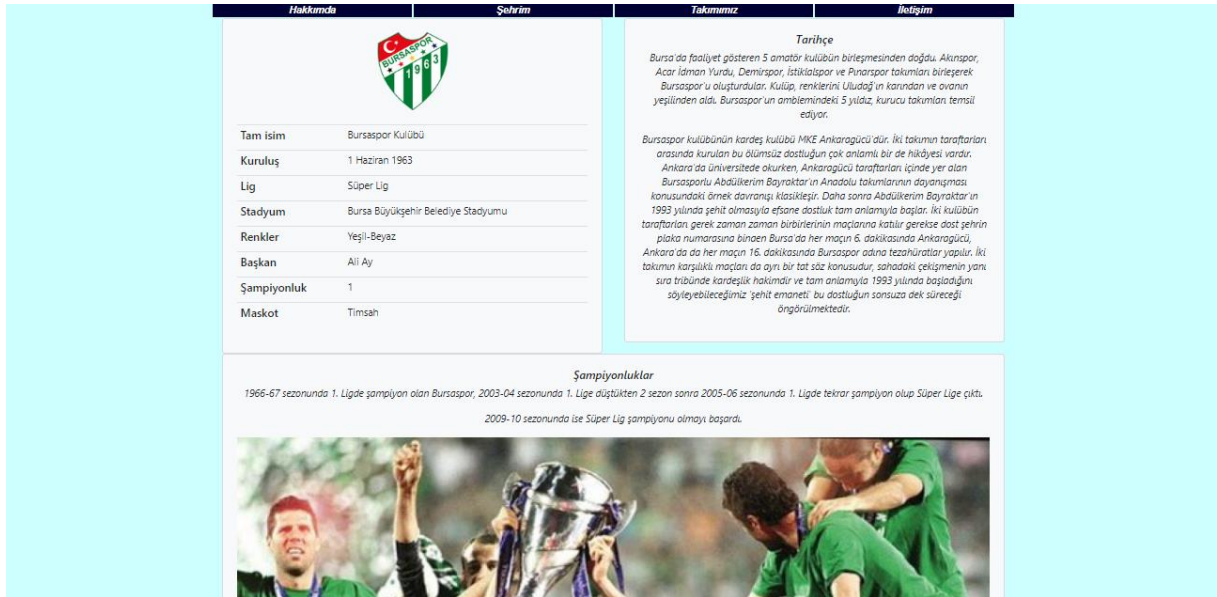 Hakkımda
Şehrim
Takımımız
İletişim
BURSASPOR
1963
Tam isim Bursaspor Kulübü
Kuruluş 1 Haziran 1963
Lig Süper Lig
Stadyum Bursa Büyükşehir Belediye Stadyumu
Renkler Yeşil-Beyaz
Başkan Ali Ay
Şampiyonluk 1
Maskot Timsah
Tarihçe
Bursa'da faaliyet gösteren 5 amatör kulübün birleşmesinden doğdu. Akınspor,
Acar İdman Yurdu, Demirspor, İstiklalspor ve Pınarspor takımları birleşerek
Bursaspor'u oluşturdular. Kulüp, renklerini Uludağ'ın karından ve ovanın
yeşilinden aldı. Bursaspor'un amblemindeki 5 yıldız, kurucu takımları temsil
ediyor.
Bursaspor kulübünün kardeş kulübü MKE Ankaragücü'dür. İki takımın taraftarları
arasında kurulan bu ölümsüz dostluğun çok anlamlı bir de hikâyesi vardır.
Ankara'da üniversitede okurken, Ankaragücü taraftarları içinde yer alan
Bursasporlu Abdülkerim Bayraktar'ın Anadolu takımlarının dayanışması
konusundaki örnek davranışı klasikleşir. Daha sonra Abdülkerim Bayraktar'ın
1993 yılında şehit olmasıyla efsane dostluk tam anlamıyla başlar. İki kulübün
taraftarları gerek zaman zaman birbirlerinin maçlarına katılır gerekse dost şehrin
plaka numarasına binaen Bursa'da her maçın 6. dakikasında Ankaragücü,
Ankara'da da her maçın 16. dakikasında Bursaspor adına tezahüratlar yapılır. İki
takımın karşılıklı maçları da ayrı bir tat söz konusudur, sahadaki çekişmenin yanı
sıra tribünde kardeşlik hakimdir ve tam anlamıyla 1993 yılında başladığını
söyleyebileceğimiz 'şehit emaneti' bu dostluğun sonsuza dek süreceği
öngörülmektedir.
Şampiyonluklar
1966-67 sezonunda 1. Ligde şampiyon olan Bursaspor, 2003-04 sezonunda 1. Lige düştükten 2 sezon sonra 2005-06 sezonunda 1. Ligde tekrar şampiyon olup Süper Lige çıktı.
2009-10 sezonunda ise Süper Lig şampiyonu olmayı başardı.